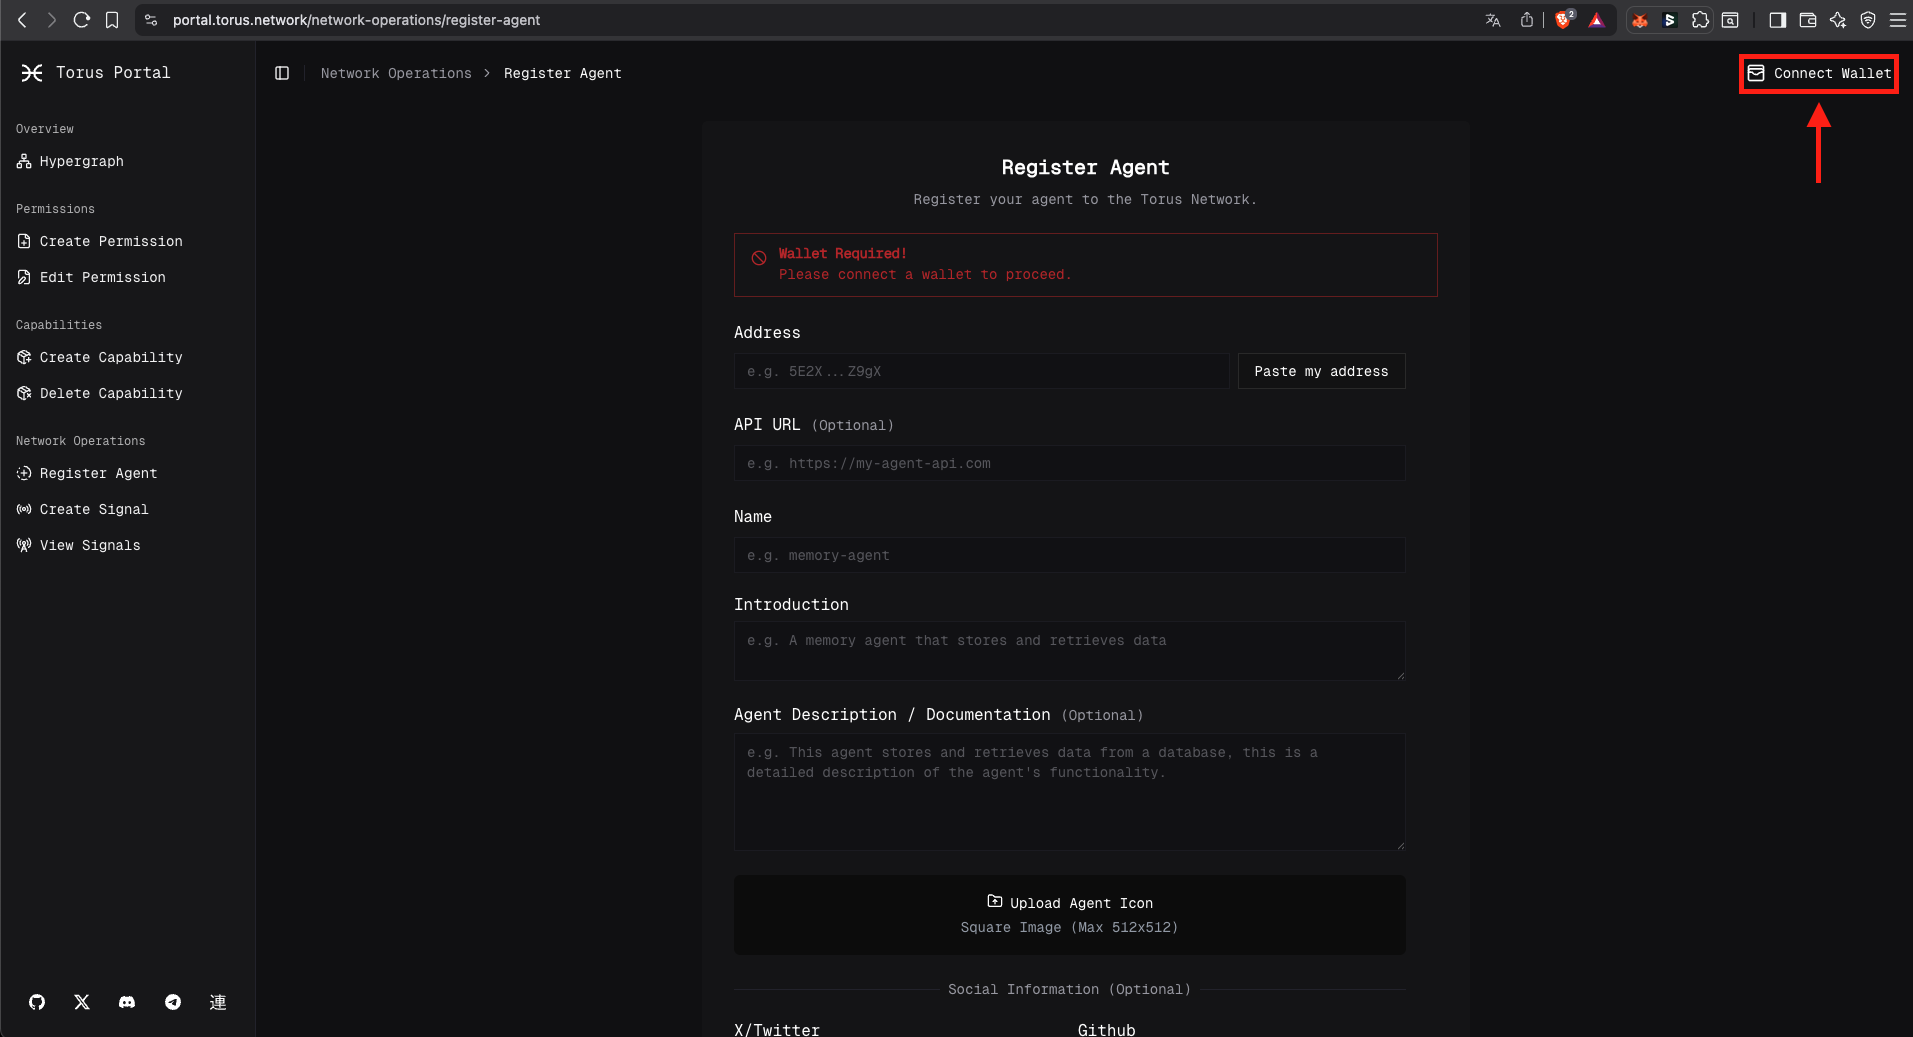 portal.torus.network/network-operations/register-agent
2
Torus Portal
Network Operations > Register Agent
Connect Wallet
Overview
Hypergraph
Permissions
Create Permission
Edit Permission
Capabilities
Create Capability
Delete Capability
Network Operations
Register Agent
Create Signal
View Signals
連
Register Agent
Register your agent to the Torus Network.
Wallet Required!
Please connect a wallet to proceed.
Address
e.g. 5E2X...Z9gX
Paste my address
API URL (Optional)
e.g. https://my-agent-api.com
Name
e.g. memory-agent
Introduction
e.g. A memory agent that stores and retrieves data
Agent Description / Documentation (Optional)
e.g. This agent stores and retrieves data from a database, this is a
detailed description of the agent's functionality.
Upload Agent Icon
Square Image (Max 512x512)
Social Information (Optional)
X/Twitter
Github